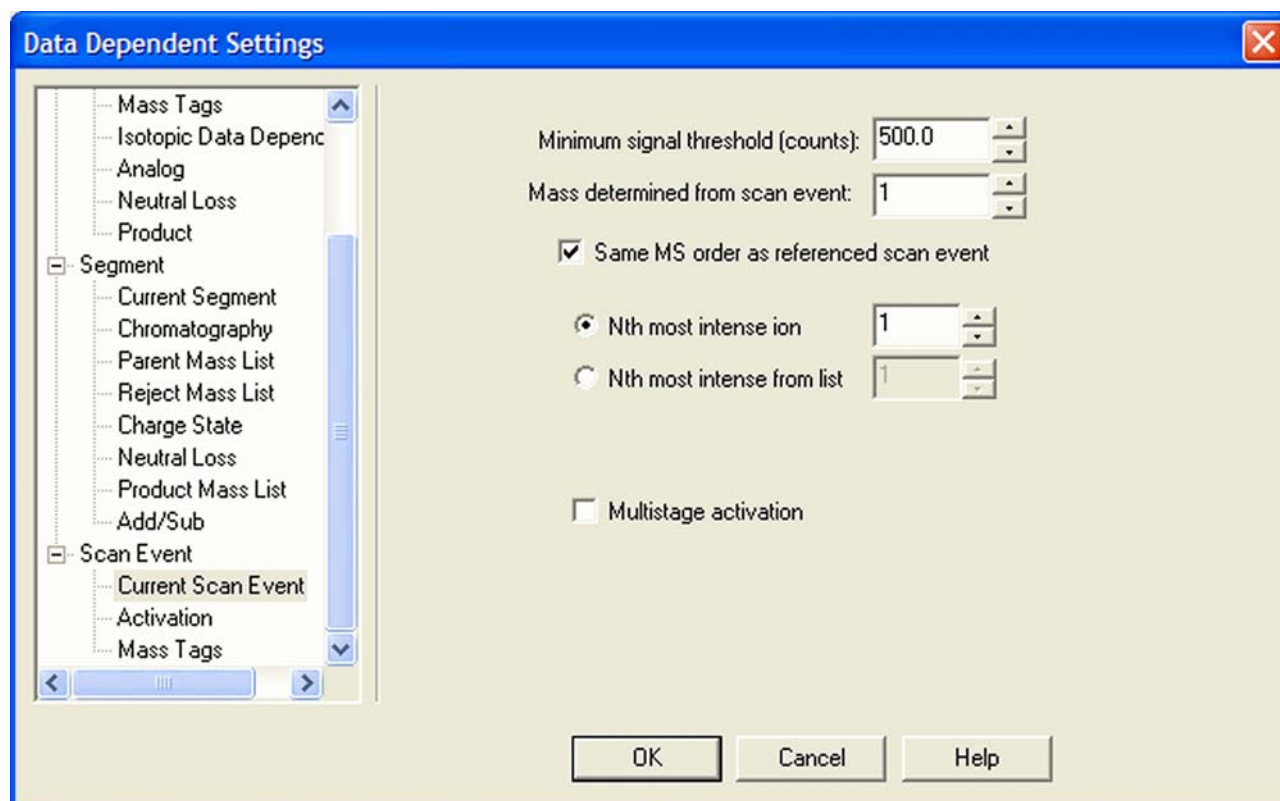 Data Dependent Settings
Mass Tags
Isotopic Data Depenc
Analog
Neutral Loss
Product
Segment
Current Segment
Chromatography
Parent Mass List
Reject Mass List
Charge State
Neutral Loss
Product Mass List
Add/Sub
Scan Event
Current Scan Event
Activation
Mass Tags
Minimum signal threshold (counts): 500.0
Mass determined from scan event: 1
Same MS order as referenced scan event
Nth most intense ion 1
Nth most intense from list 1
Multistage activation
OK Cancel Help